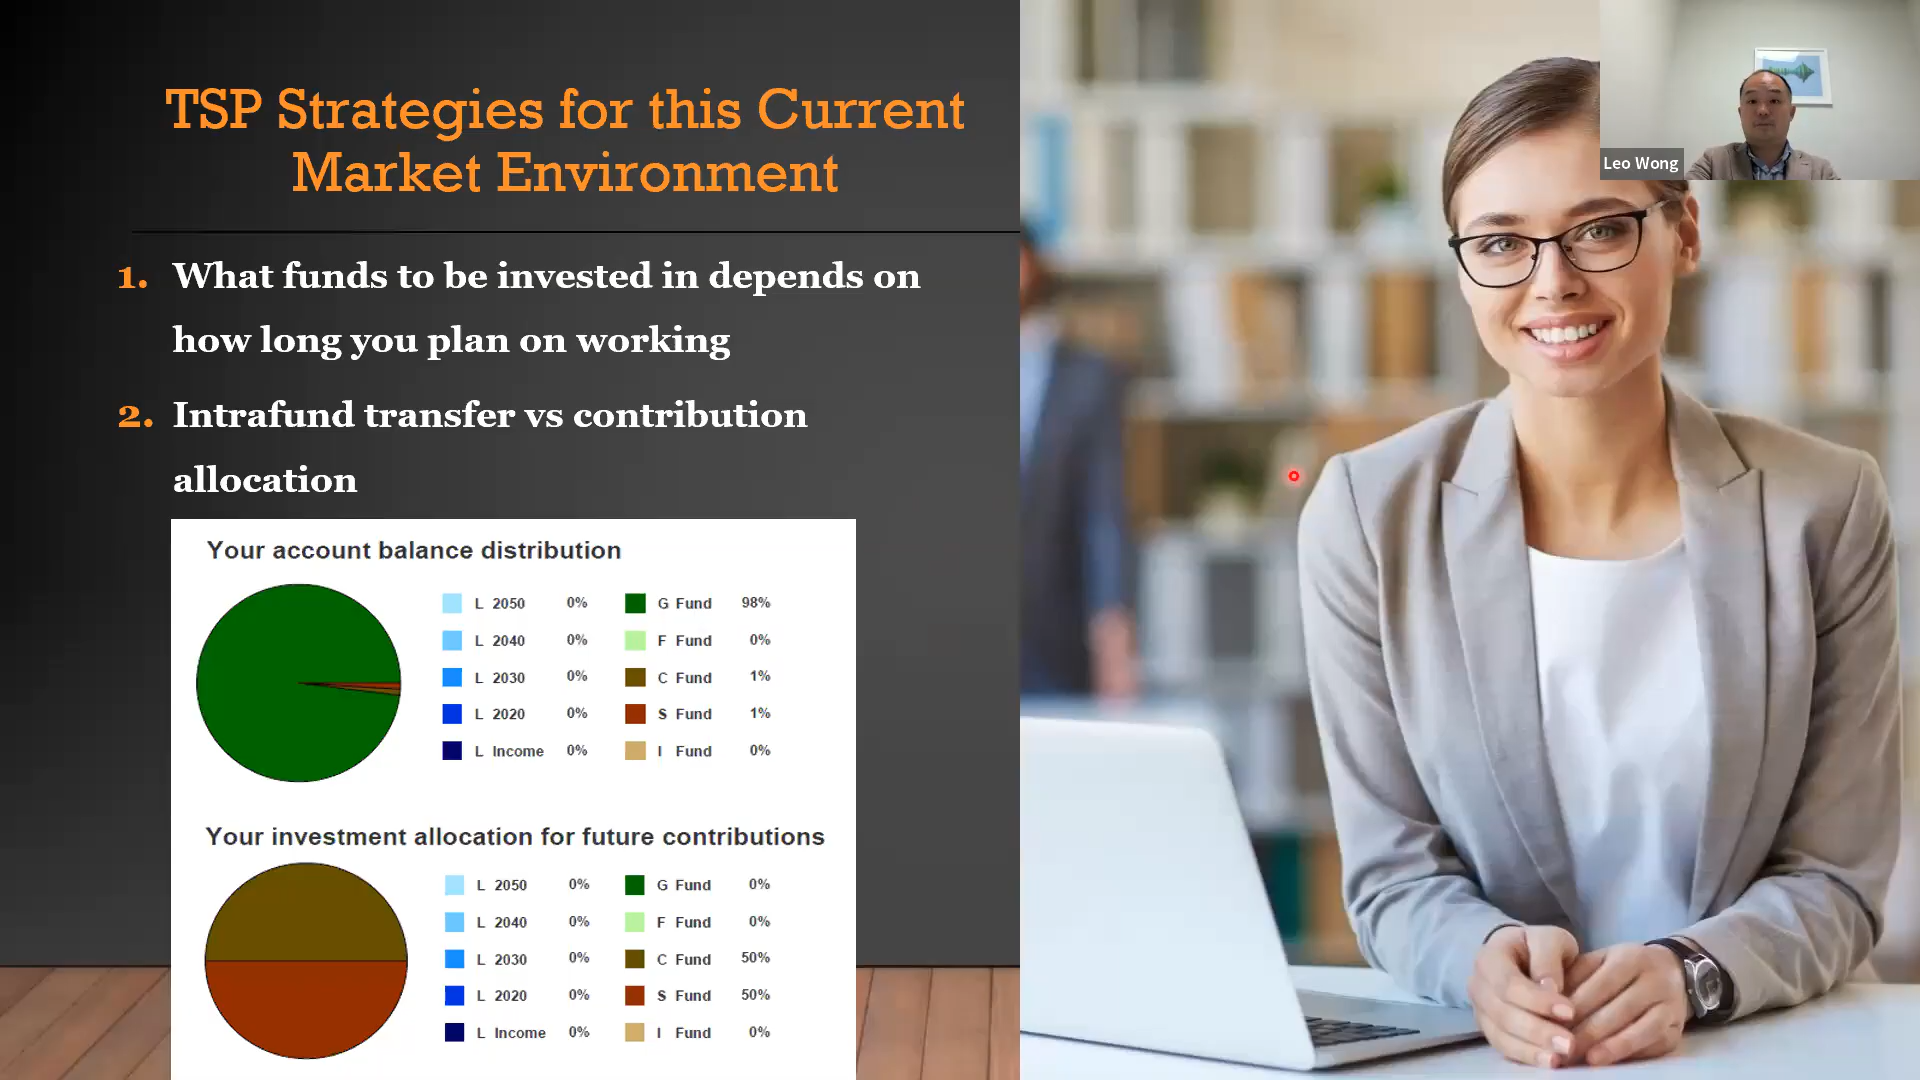 TSP Strategies for this Current
Market Environment
1. What funds to be invested in depends on
how long you plan on working
2. Intrafund transfer vs contribution
allocation
Your account balance distribution
L 2050 0% G Fund 98%
L 2040 0% F Fund 0%
L 2030 0% C Fund 1%
L 2020 0% S Fund 1%
L Income 0% I Fund 0%
Your investment allocation for future contributions
L 2050 0% G Fund 0%
L 2040 0% F Fund 0%
L 2030 0% C Fund 50%
L 2020 0% S Fund 50%
L Income 0% I Fund 0%
Leo Wong